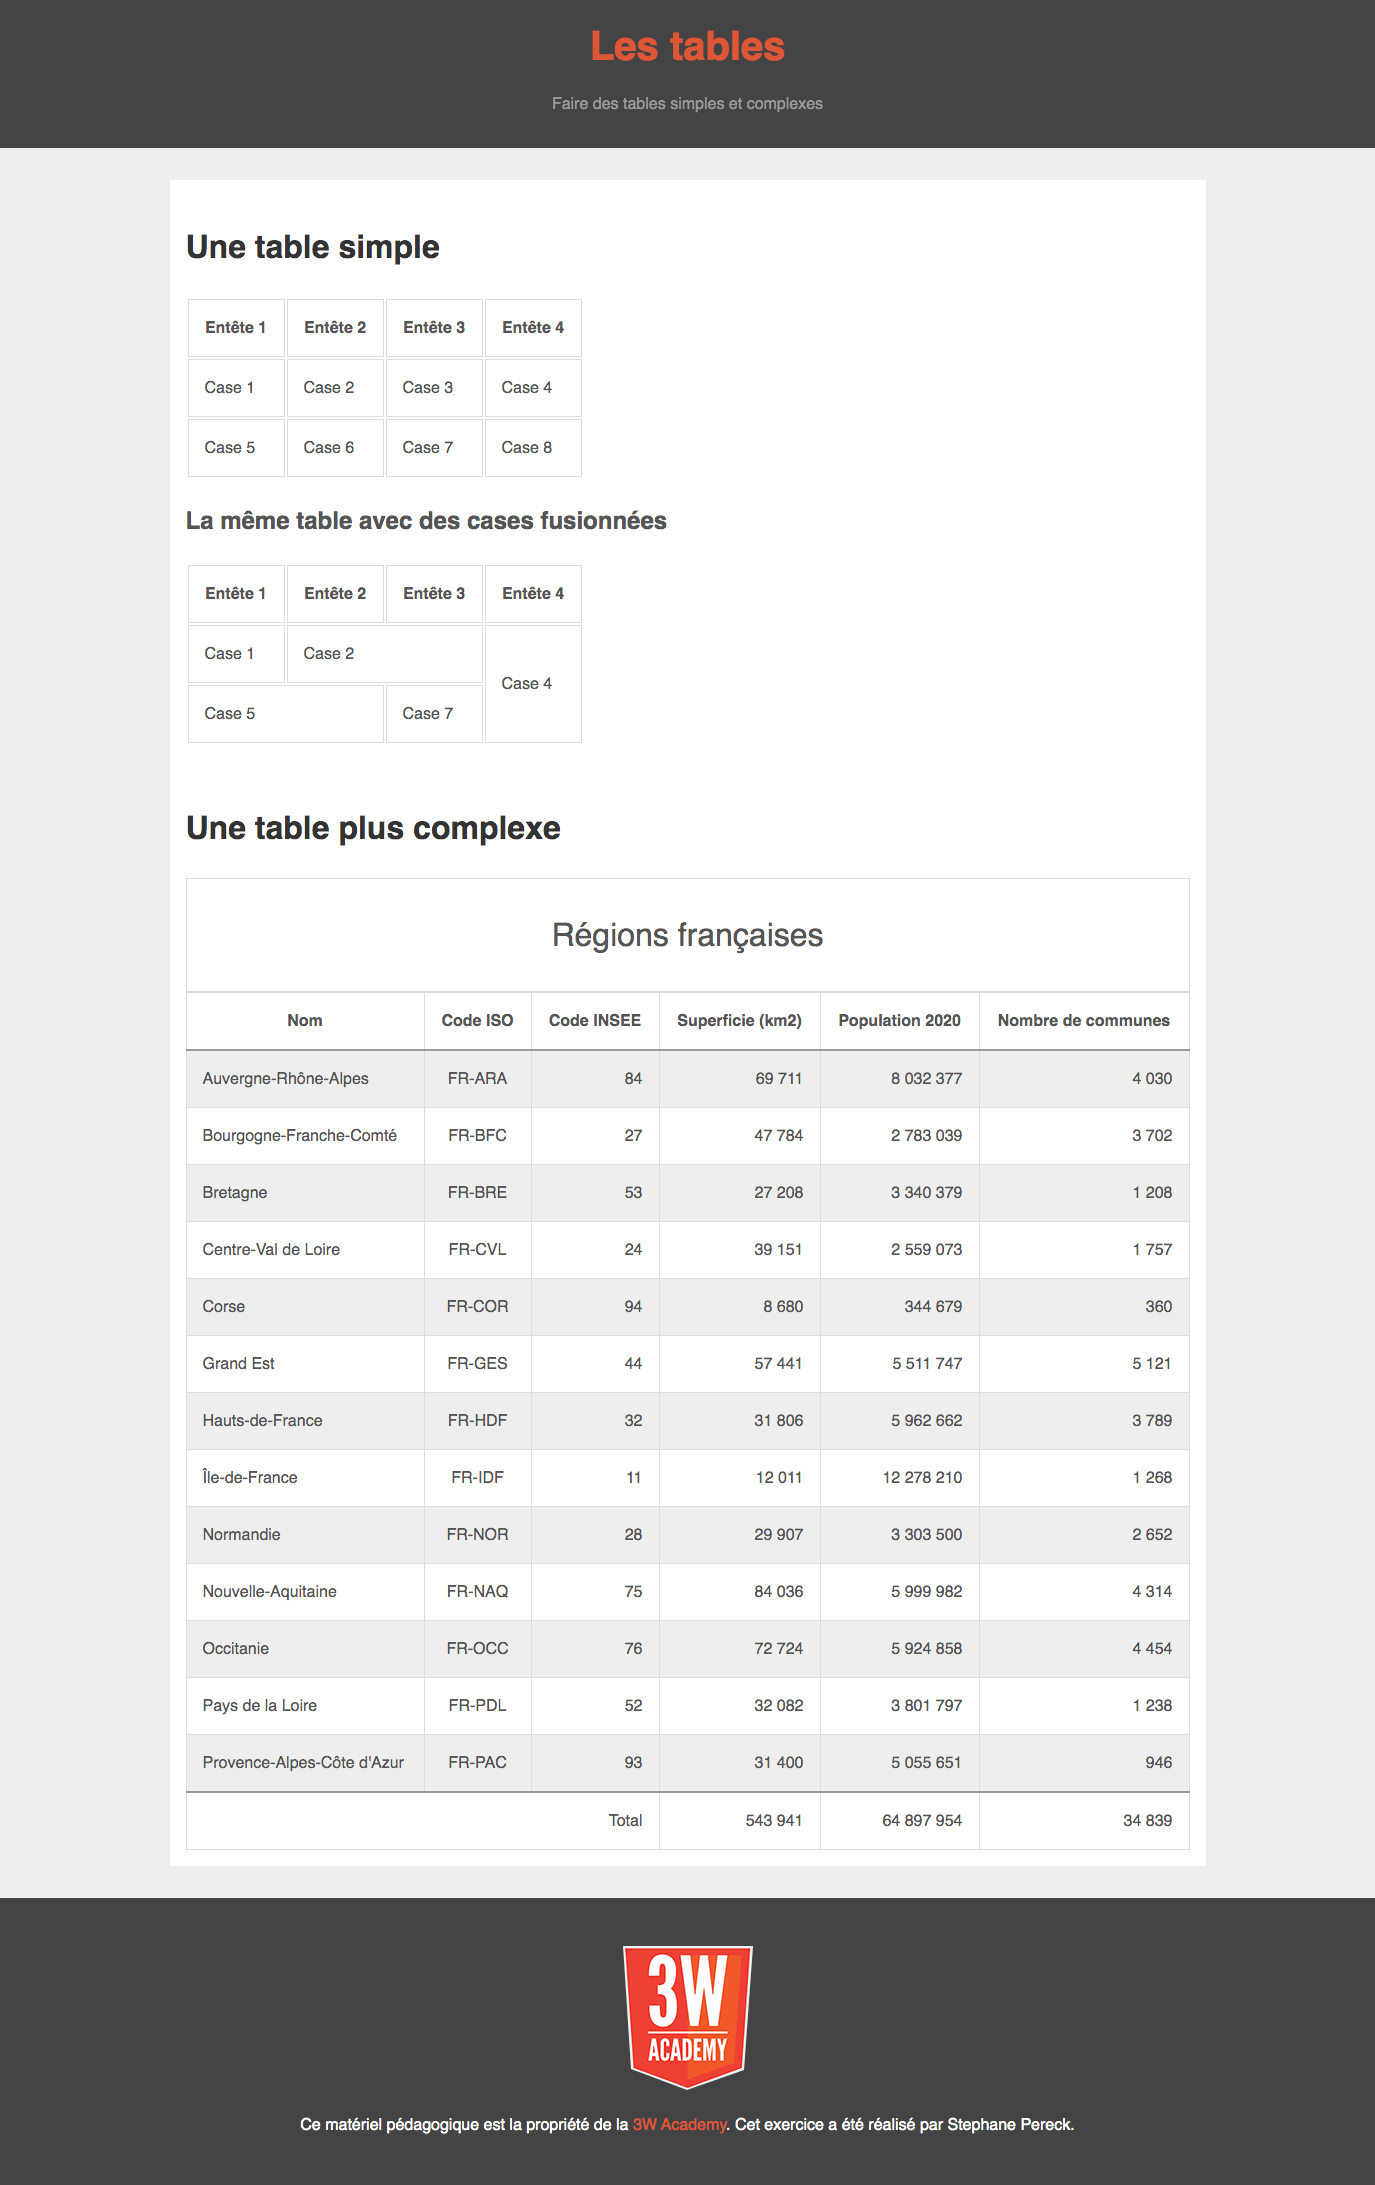 Les tables
Faire des tables simples et complexes
Une table simple
Entête 1 Entête 2 Entête 3 Entête 4
Case 1 Case 2 Case 3 Case 4
Case 5 Case 6 Case 7 Case 8
La même table avec des cases fusionnées
Entête 1 Entête 2 Entête 3 Entête 4
Case 1 Case 2
Case 4
Case 5 Case 7
Une table plus complexe
Régions françaises
Nom Code ISO Code INSEE Superficie (km2) Population 2020 Nombre de communes
Auvergne-Rhône-Alpes FR-ARA 84 69 711 8 032 377 4 030
Bourgogne-Franche-Comté FR-BFC 27 47 784 2 783 039 3 702
Bretagne FR-BRE 53 27 208 3 340 379 1 208
Centre-Val de Loire FR-CVL 24 39 151 2 559 073 1 757
Corse FR-COR 94 8 680 344 679 360
Grand Est FR-GES 44 57 441 5 511 747 5 121
Hauts-de-France FR-HDF 32 31 806 5 962 662 3 789
Île-de-France FR-IDF 11 12 011 12 278 210 1 268
Normandie FR-NOR 28 29 907 3 303 500 2 652
Nouvelle-Aquitaine FR-NAQ 75 84 036 5 999 982 4 314
Occitanie FR-OCC 76 72 724 5 924 858 4 454
Pays de la Loire FR-PDL 52 32 082 3 801 797 1 238
Provence-Alpes-Côte d'Azur FR-PAC 93 31 400 5 055 651 946
Total 543 941 64 897 954 34 839
3W
ACADEMY
Ce matériel pédagogique est la propriété de la 3W Academy. Cet exercice a été réalisé par Stephane Pereck.